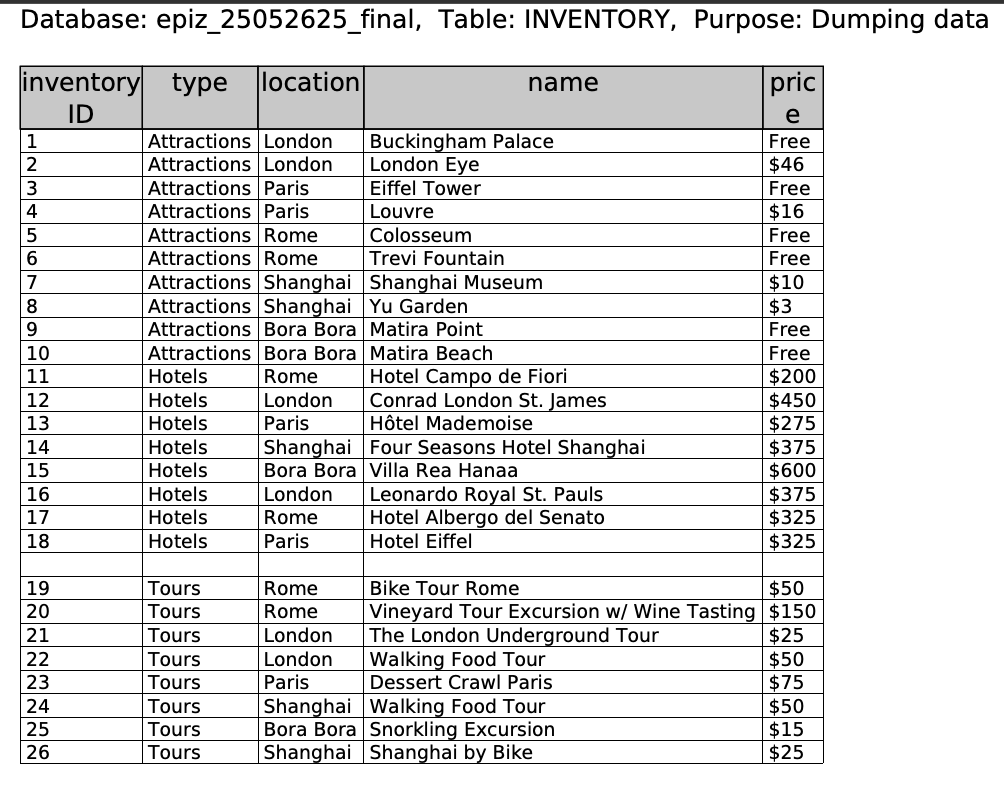 Database: epiz_25052625_final,  Table: INVENTORY,  Purpose: Dumping data
inventory ID type location name price
1 Attractions London Buckingham Palace Free
2 Attractions London London Eye $46
3 Attractions Paris Eiffel Tower Free
4 Attractions Paris Louvre $16
5 Attractions Rome Colosseum Free
6 Attractions Rome Trevi Fountain Free
7 Attractions Shanghai Shanghai Museum $10
8 Attractions Shanghai Yu Garden $3
9 Attractions Bora Bora Matira Point Free
10 Attractions Bora Bora Matira Beach Free
11 Hotels Rome Hotel Campo de Fiori $200
12 Hotels London Conrad London St. James $450
13 Hotels Paris Hôtel Mademoise $275
14 Hotels Shanghai Four Seasons Hotel Shanghai $375
15 Hotels Bora Bora Villa Rea Hanaa $600
16 Hotels London Leonardo Royal St. Pauls $375
17 Hotels Rome Hotel Albergo del Senato $325
18 Hotels Paris Hotel Eiffel $325
19 Tours Rome Bike Tour Rome $50
20 Tours Rome Vineyard Tour Excursion w/ Wine Tasting $150
21 Tours London The London Underground Tour $25
22 Tours London Walking Food Tour $50
23 Tours Paris Dessert Crawl Paris $75
24 Tours Shanghai Walking Food Tour $50
25 Tours Bora Bora Snorkling Excursion $15
26 Tours Shanghai Shanghai by Bike $25